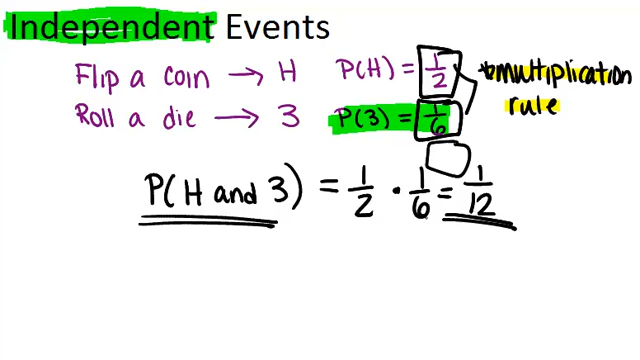 Independent Events
Flip a coin → H P(H) = 1/2 multiplication
Roll a die → 3 P(3) = 1/6 rule
P( H and 3) = 1/2 · 1/6 = 1/12